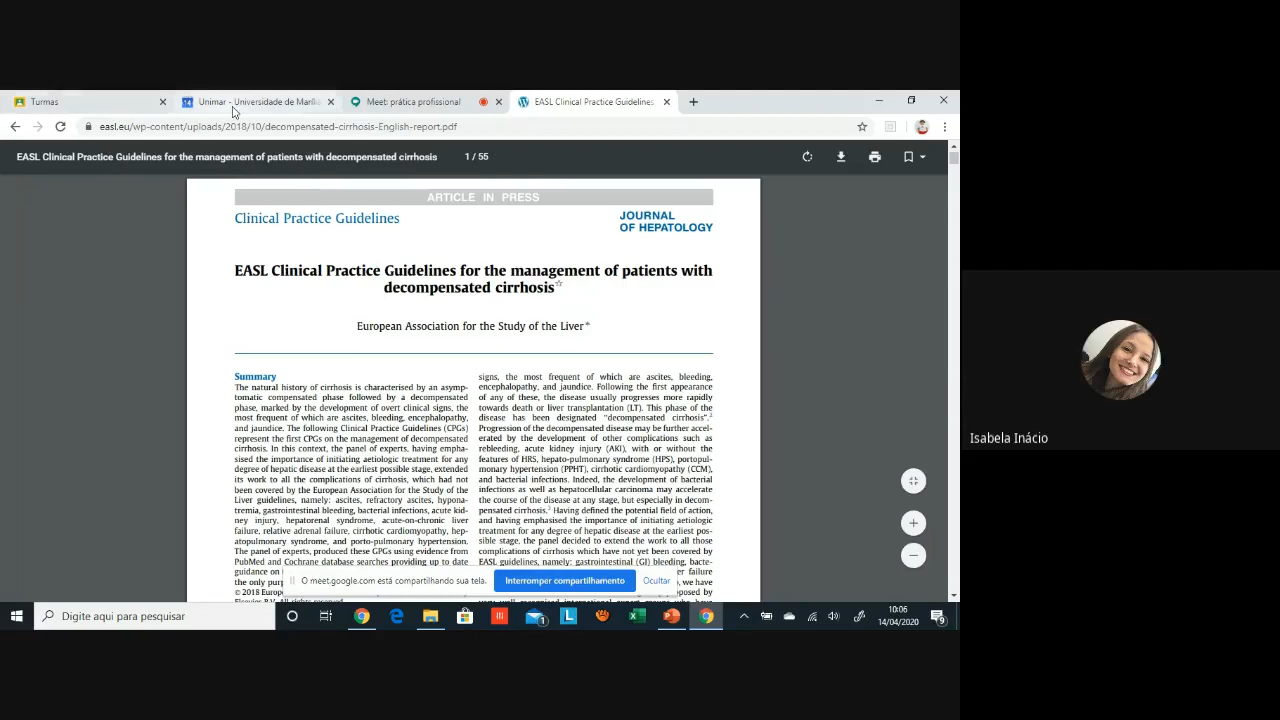 Turmas
Unimar - Universidade de Marília
Meet: prática profissional
EASL Clinical Practice Guidelines
easl.eu/wp-content/uploads/2018/10/decompensated-cirrhosis-English-report.pdf
EASL Clinical Practice Guidelines for the management of patients with decompensated cirrhosis
1 / 55
ARTICLE IN PRESS
Clinical Practice Guidelines
JOURNAL
OF HEPATOLOGY
EASL Clinical Practice Guidelines for the management of patients with
decompensated cirrhosis☆
European Association for the Study of the Liver*
Summary
The natural history of cirrhosis is characterised by an asymp-
tomatic compensated phase followed by a decompensated
phase, marked by the development of overt clinical signs, the
most frequent of which are ascites, bleeding, encephalopathy,
and jaundice. The following Clinical Practice Guidelines (CPGs)
represent the first CPGs on the management of decompensated
cirrhosis. In this context, the panel of experts, having empha-
sised the importance of initiating aetiologic treatment for any
degree of hepatic disease at the earliest possible stage, extended
its work to all the complications of cirrhosis, which had not
been covered by the European Association for the Study of the
Liver guidelines, namely: ascites, refractory ascites, hypona-
tremia, gastrointestinal bleeding, bacterial infections, acute kid-
ney injury, hepatorenal syndrome, acute-on-chronic liver
failure, relative adrenal failure, cirrhotic cardiomyopathy, hep-
atopulmonary syndrome, and porto-pulmonary hypertension.
The panel of experts, produced these GPGs using evidence from
PubMed and Cochrane database searches providing up to date
guidance on
the only purp
© 2018 Europe
Elsevier B.V. All rights reserved.
signs, the most frequent of which are ascites, bleeding,
encephalopathy, and jaundice. Following the first appearance
of any of these, the disease usually progresses more rapidly
towards death or liver transplantation (LT). This phase of the
disease has been designated “decompensated cirrhosis”.2
Progression of the decompensated disease may be further accel-
erated by the development of other complications such as
rebleeding, acute kidney injury (AKI), with or without the
features of HRS, hepato-pulmonary syndrome (HPS), portopul-
monary hypertension (PPHT), cirrhotic cardiomyopathy (CCM),
and bacterial infections. Indeed, the development of bacterial
infections as well as hepatocellular carcinoma may accelerate
the course of the disease at any stage, but especially in decom-
pensated cirrhosis.3 Having defined the potential field of action,
and having emphasised the importance of initiating aetiologic
treatment for any degree of hepatic disease at the earliest pos-
sible stage, the panel decided to extend the work to all those
complications of cirrhosis which have not yet been covered by
EASL guidelines, namely: gastrointestinal (GI) bleeding, bacte-
r failure
, we have
oposed by
O meet.google.com está compartilhando sua tela.
Interromper compartilhamento
Ocultar
Isabela Inácio
Digite aqui para pesquisar
10:06
14/04/2020